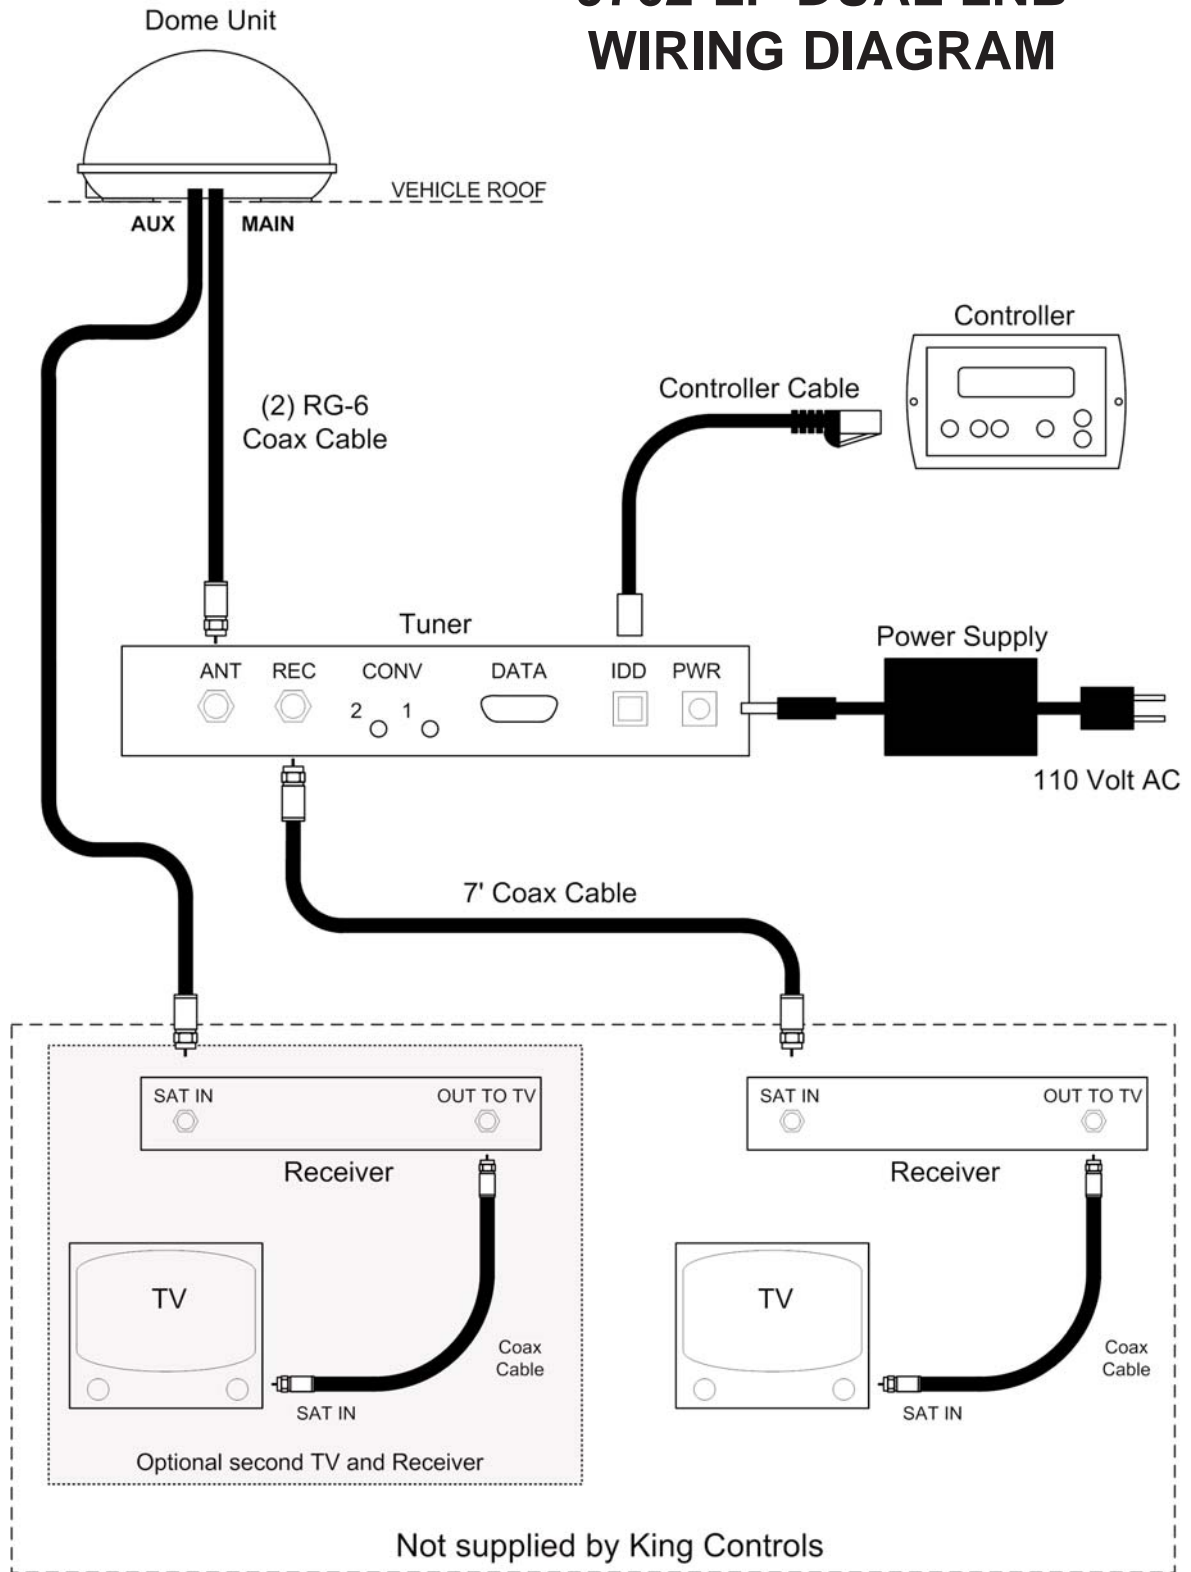 WIRING DIAGRAM
Dome Unit
VEHICLE ROOF
AUX
MAIN
Controller
Controller Cable
(2) RG-6
Coax Cable
Tuner
Power Supply
ANT
REC
CONV
DATA
IDD
PWR
2
1
110 Volt AC
7' Coax Cable
SAT IN
OUT TO TV
SAT IN
OUT TO TV
Receiver
Receiver
TV
TV
Coax
Cable
Coax
Cable
SAT IN
SAT IN
Optional second TV and Receiver
Not supplied by King Controls